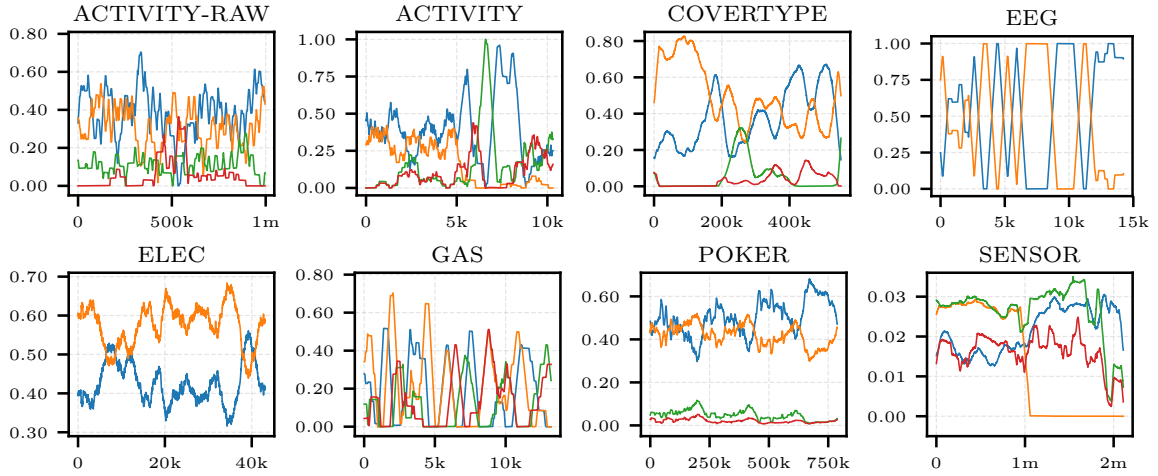 ACTIVITY-RAW
0.80
0.60
0.40
0.20
0.00
0
500k
1m
ACTIVITY
1.00
0.75
0.50
0.25
0.00
0
5k
10k
COVERTYPE
0.80
0.60
0.40
0.20
0.00
0
200k
400k
EEG
1.00
0.75
0.50
0.25
0.00
0
5k
10k
15k
ELEC
0.70
0.60
0.50
0.40
0.30
0
20k
40k
GAS
0.80
0.60
0.40
0.20
0.00
0
5k
10k
POKER
0.60
0.40
0.20
0.00
0
250k
500k
750k
SENSOR
0.03
0.02
0.01
0.00
0
1m
2m